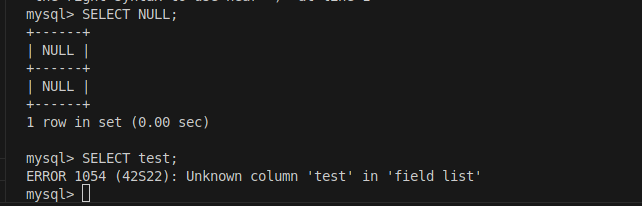 mysql> SELECT NULL;
+------+
| NULL |
+------+
| NULL |
+------+
1 row in set (0.00 sec)
mysql> SELECT test;
ERROR 1054 (42S22): Unknown column 'test' in 'field list'
mysql>